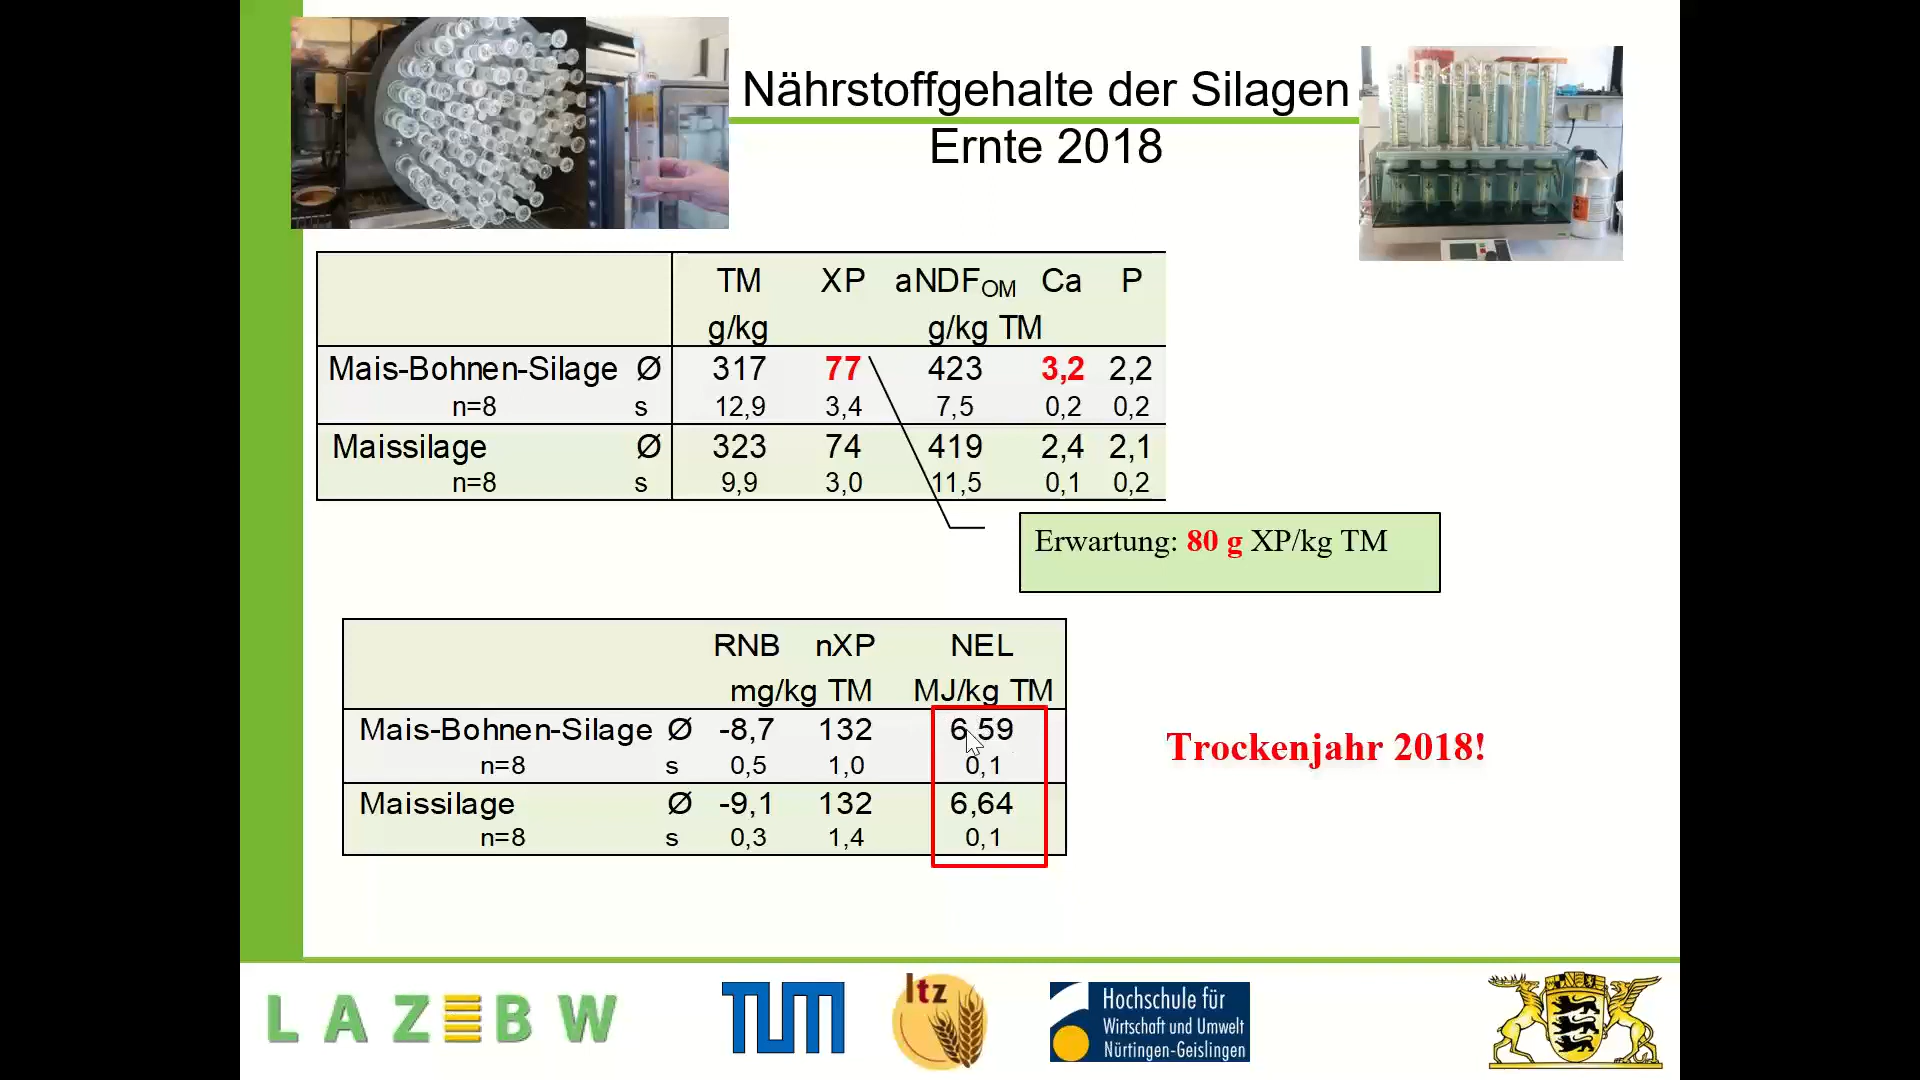 Nährstoffgehalte der Silagen
Ernte 2018
TM XP aNDFOM Ca P
g/kg g/kg TM
Mais-Bohnen-Silage Ø 317 77 423 3,2 2,2
n=8 s 12,9 3,4 7,5 0,2 0,2
Maissilage Ø 323 74 419 2,4 2,1
n=8 s 9,9 3,0 11,5 0,1 0,2
Erwartung: 80 g XP/kg TM
RNB nXP NEL
mg/kg TM MJ/kg TM
Mais-Bohnen-Silage Ø -8,7 132 6,59
n=8 s 0,5 1,0 0,1
Maissilage Ø -9,1 132 6,64
n=8 s 0,3 1,4 0,1
Trockenjahr 2018!
LAZBW
TUM
ltz
Hochschule für
Wirtschaft und Umwelt
Nürtingen-Geislingen